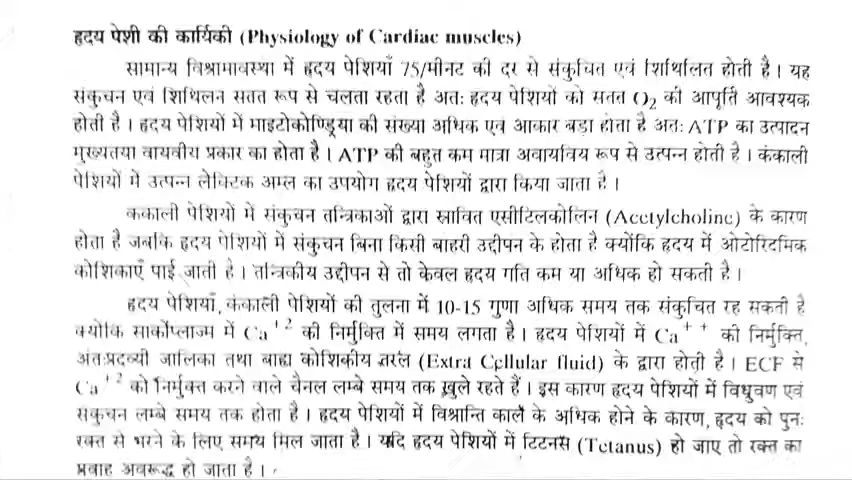 हृदय पेशी की कार्यिकी (Physiology of Cardiac muscles)
सामान्य विश्रामावस्था में हृदय पेशियाँ 75/मीनट की दर से संकुचित एवं शिथिलित होती है। यह
संकुचन एवं शिथिलन सतत रूप से चलता रहता है अतः हृदय पेशियों को सतत O₂ की आपूर्ति आवश्यक
होती है। हृदय पेशियों में माइटोकोण्ड्रिया की संख्या अधिक एवं आकार बड़ा होता है अतः ATP का उत्पादन
मुख्यतया वायवीय प्रकार का होता है। ATP की बहुत कम मात्रा अवायविय रूप से उत्पन्न होती है। कंकाली
पेशियों में उत्पन्न लेक्टिक अम्ल का उपयोग हृदय पेशियों द्वारा किया जाता है।
ककाली पेशियों में संकुचन तन्त्रिकाओं द्वारा स्रावित एसीटिलकोलिन (Acetylcholine) के कारण
होता है जबकि हृदय पेशियों में संकुचन बिना किसी बाहरी उद्दीपन के होता है क्योंकि हृदय में ओटोरिदमिक
कोशिकाएँ पाई जाती है। तन्त्रिकीय उद्दीपन से तो केवल हृदय गति कम या अधिक हो सकती है।
हृदय पेशियाँ, कंकाली पेशियों की तुलना में 10-15 गुणा अधिक समय तक संकुचित रह सकती है
क्योंकि सार्कोप्लाज्म में Ca⁺² की निर्मुक्ति में समय लगता है। हृदय पेशियों में Ca⁺⁺ की निर्मुक्ति,
अंतःप्रदव्यी जालिका तथा बाह्य कोशिकीय तरल (Extra Cellular fluid) के द्वारा होती है। ECF से
Ca⁺² को निर्मुक्त करने वाले चैनल लम्बे समय तक खुले रहते हैं। इस कारण हृदय पेशियों में विध्रुवण एवं
संकुचन लम्बे समय तक होता है। हृदय पेशियों में विश्रान्ति काल के अधिक होने के कारण, हृदय को पुनः
रक्त से भरने के लिए समय मिल जाता है। यदि हृदय पेशियों में टिटनस (Tetanus) हो जाए तो रक्त का
प्रवाह अवरूद्ध हो जाता है।